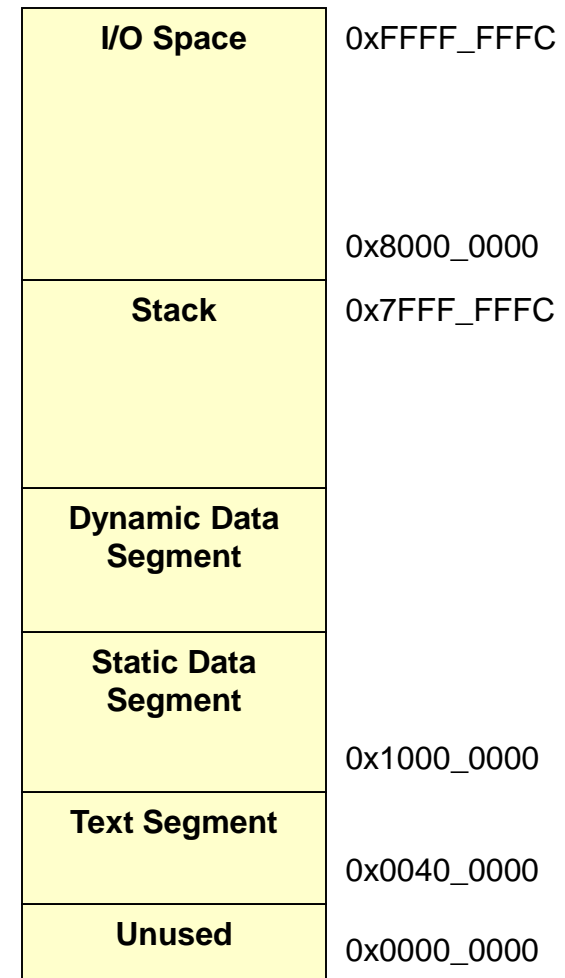 I/O Space 0xFFFF_FFFC
0x8000_0000
Stack 0x7FFF_FFFC
Dynamic Data
Segment
Static Data
Segment
0x1000_0000
Text Segment
0x0040_0000
Unused 0x0000_0000